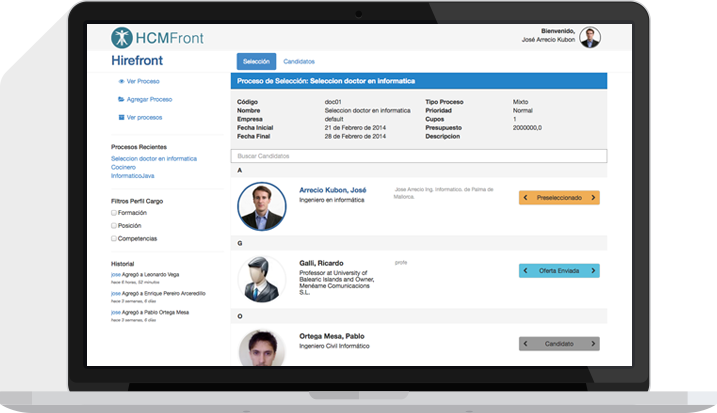 HCMFront
Bienvenido,
José Arrecio Kubon
Hirefront
Selección
Candidatos
Ver Proceso
Agregar Proceso
Ver procesos
Procesos Recientes
Seleccion doctor en informatica
Cocinero
InformaticoJava
Filtros Perfil Cargo
Formación
Posición
Competencias
Historial
jose Agregó a Leonardo Vega
hace 6 horas, 52 minutos
jose Agregó a Enrique Pereiro Arceredillo
hace 3 semanas, 6 días
jose Agregó a Pablo Ortega Mesa
hace 3 semanas, 6 días
Proceso de Selección: Seleccion doctor en informatica
Código doc01 Tipo Proceso Mixto
Nombre Seleccion doctor en informatica Prioridad Normal
Empresa default Cupos 1
Fecha Inicial 21 de Febrero de 2014 Presupuesto 2000000,0
Fecha Final 28 de Febrero de 2014 Descripcion
Buscar Candidatos
A
Arrecio Kubon, José
Ingeniero en informática
Jose Arrecio Ing. Informatico. da Palma de
Mallorca.
Preseleccionado
G
Galli, Ricardo
Professor at University of
Balearic Islands and Owner,
Menéame Comunicacions
S.L.
profe
Oferta Enviada
O
Ortega Mesa, Pablo
Ingeniero Civil Informático
Candidato